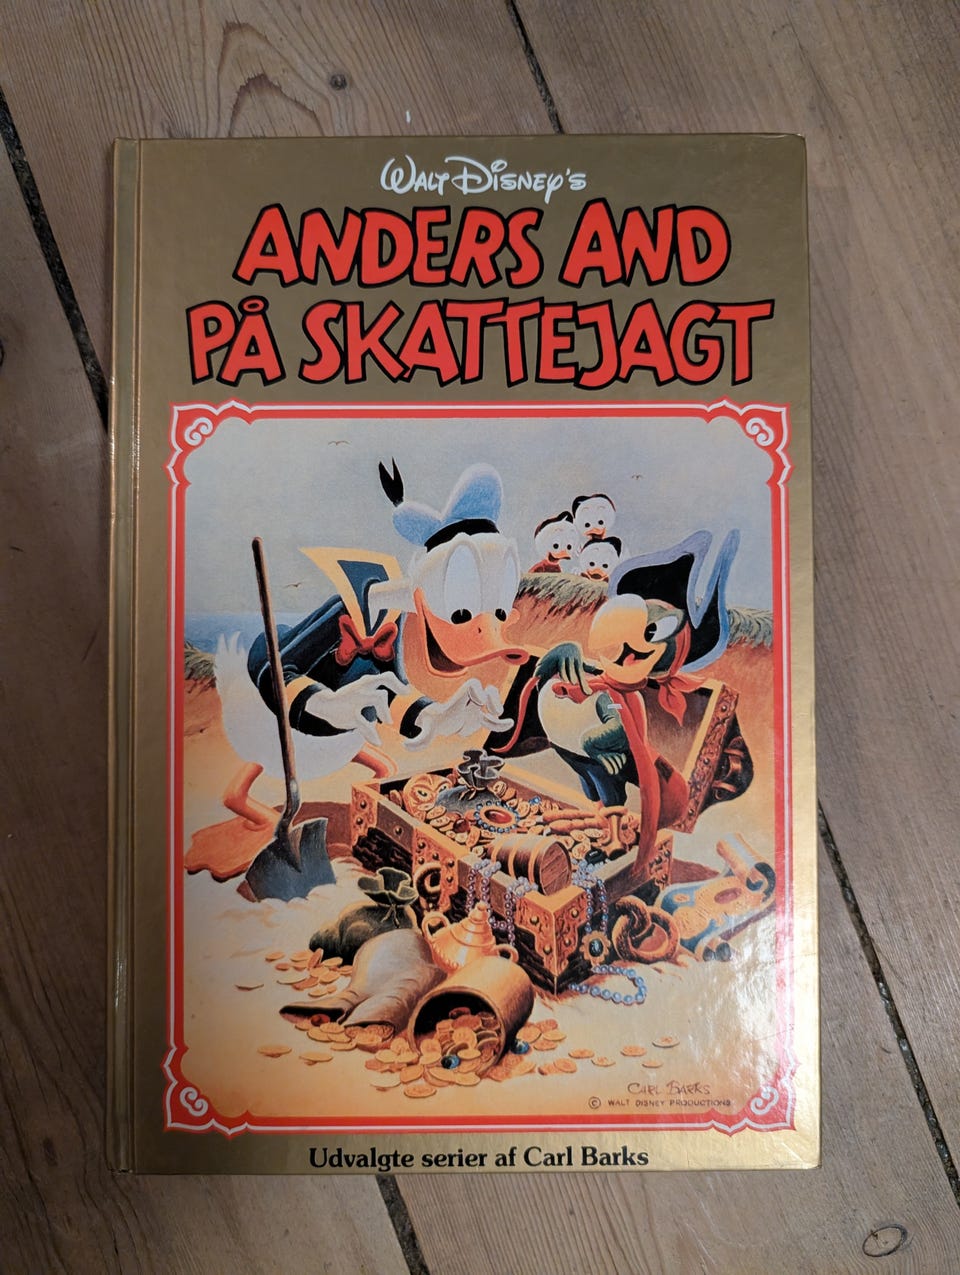 WALT DISNEY'S
ANDERS AND
PÅ SKATTEJAGT
CARL BARKS
© WALT DISNEY PRODUCTIONS
Udvalgte serier af Carl Barks